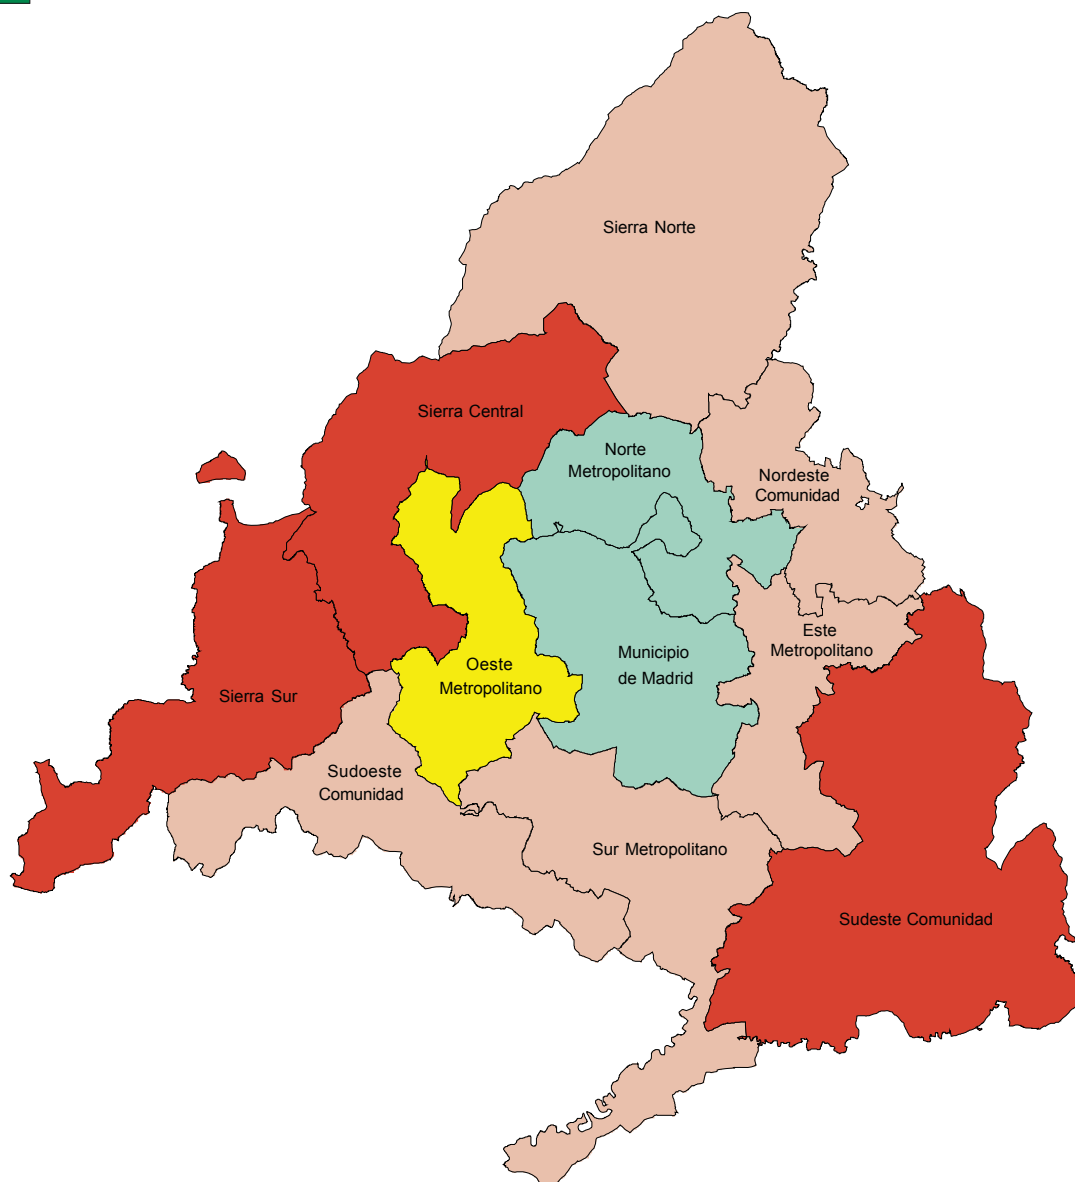 Sierra Norte
Sierra Central
Norte
Metropolitano
Nordeste
Comunidad
Este
Metropolitano
Municipio
de Madrid
Oeste
Metropolitano
Sierra Sur
Sudoeste
Comunidad
Sur Metropolitano
Sudeste Comunidad